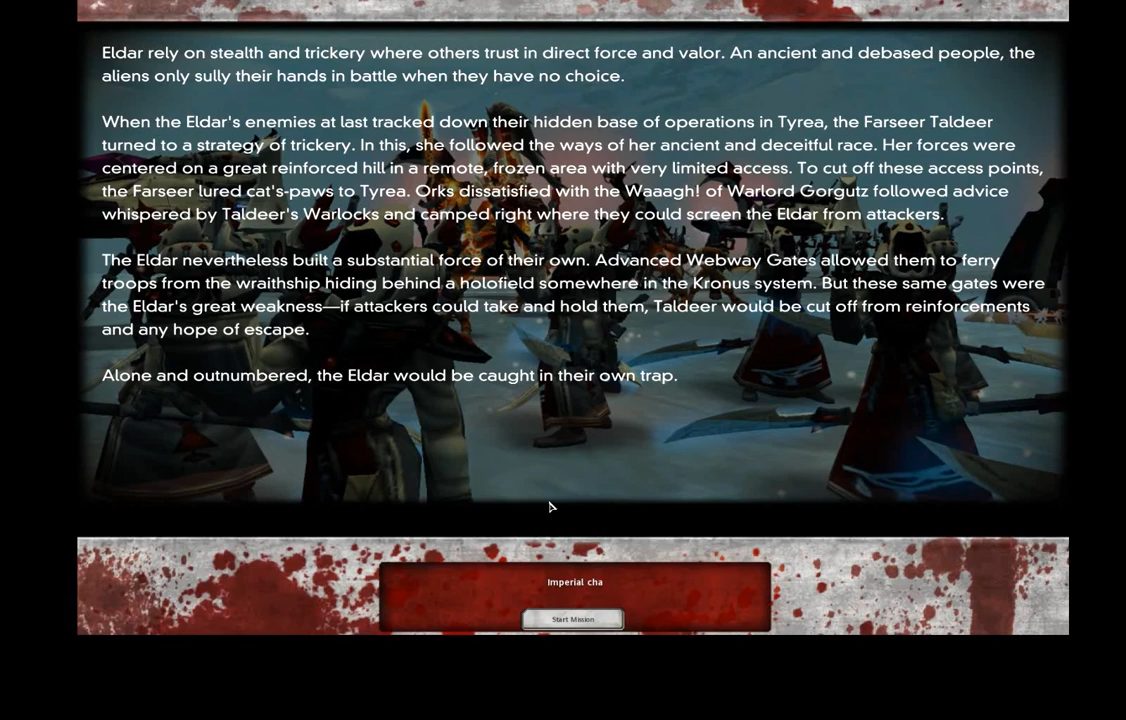 Eldar rely on stealth and trickery where others trust in direct force and valor. An ancient and debased people, the
aliens only sully their hands in battle when they have no choice.
When the Eldar's enemies at last tracked down their hidden base of operations in Tyrea, the Farseer Taldeer
turned to a strategy of trickery. In this, she followed the ways of her ancient and deceitful race. Her forces were
centered on a great reinforced hill in a remote, frozen area with very limited access. To cut off these access points,
the Farseer lured cat's-paws to Tyrea. Orks dissatisfied with the Waaagh! of Warlord Gorgutz followed advice
whispered by Taldeer's Warlocks and camped right where they could screen the Eldar from attackers.
The Eldar nevertheless built a substantial force of their own. Advanced Webway Gates allowed them to ferry
troops from the wraithship hiding behind a holofield somewhere in the Kronus system. But these same gates were
the Eldar's great weakness—if attackers could take and hold them, Taldeer would be cut off from reinforcements
and any hope of escape.
Alone and outnumbered, the Eldar would be caught in their own trap.
Imperial cha
Start Mission